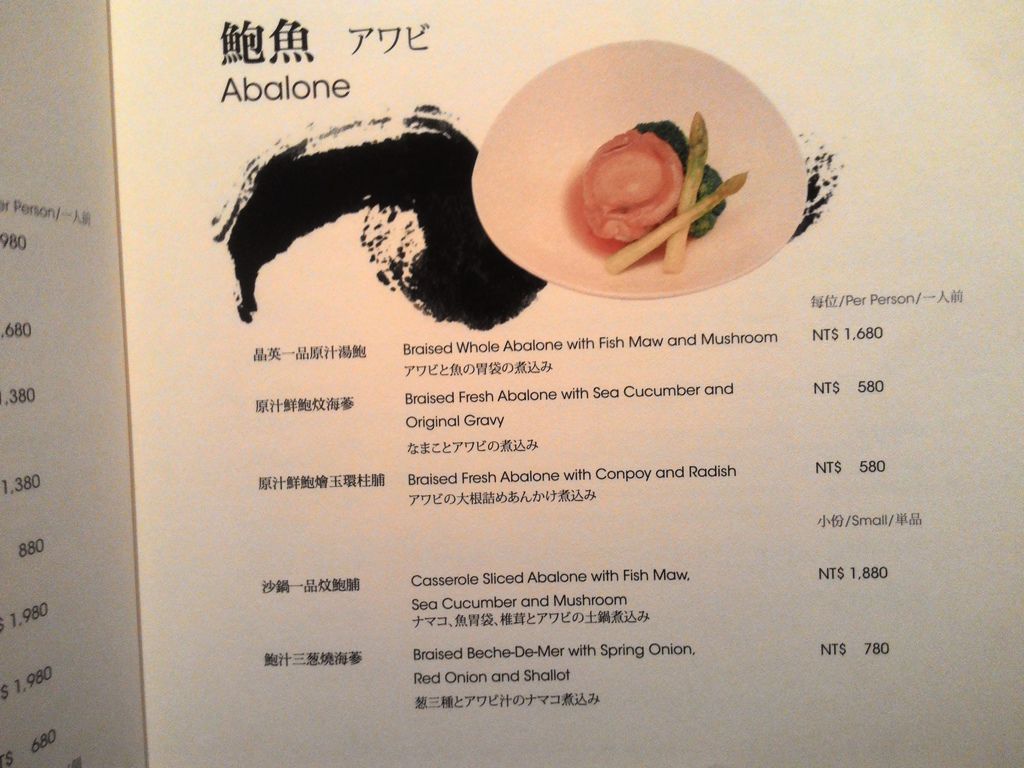 er Person/一人前
980
,680
1,380
1,380
880
$ 1,980
$ 1,980
T$ 680
鮑魚 アワビ
Abalone
每位/Per Person/一人前
晶英一品原汁湯鮑 Braised Whole Abalone with Fish Maw and Mushroom NT$ 1,680
アワビと魚の胃袋の煮込み
原汁鮮鮑炆海蔘 Braised Fresh Abalone with Sea Cucumber and NT$ 580
Original Gravy
なまことアワビの煮込み
原汁鮮鮑燴玉環柱脯 Braised Fresh Abalone with Conpoy and Radish NT$ 580
アワビの大根詰めあんかけ煮込み
小份/Small/単品
沙鍋一品炆鮑脯 Casserole Sliced Abalone with Fish Maw, NT$ 1,880
Sea Cucumber and Mushroom
ナマコ、魚胃袋、椎茸とアワビの土鍋煮込み
鮑汁三葱燒海蔘 Braised Beche-De-Mer with Spring Onion, NT$ 780
Red Onion and Shallot
葱三種とアワビ汁のナマコ煮込み